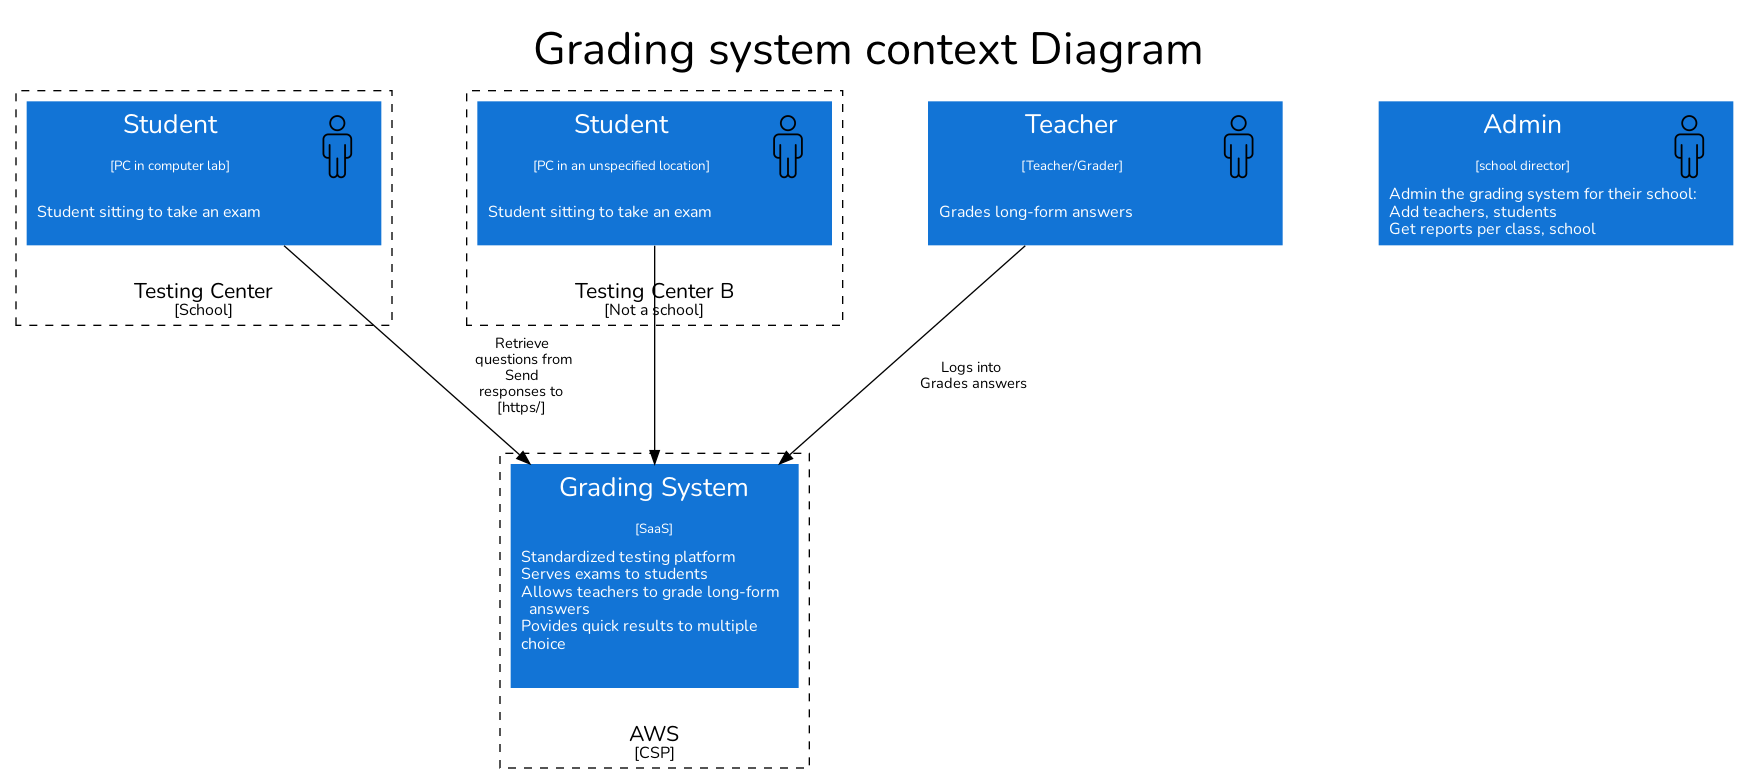 Grading system context Diagram
Student
[PC in computer lab]
Student sitting to take an exam
Testing Center
[School]
Student
[PC in an unspecified location]
Student sitting to take an exam
Testing Center B
[Not a school]
Teacher
[Teacher/Grader]
Grades long-form answers
Admin
[school director]
Admin the grading system for their school:
Add teachers, students
Get reports per class, school
Retrieve
questions from
Send
responses to
[https/]
Logs into
Grades answers
Grading System
[SaaS]
Standardized testing platform
Serves exams to students
Allows teachers to grade long-form
answers
Povides quick results to multiple
choice
AWS
[CSP]